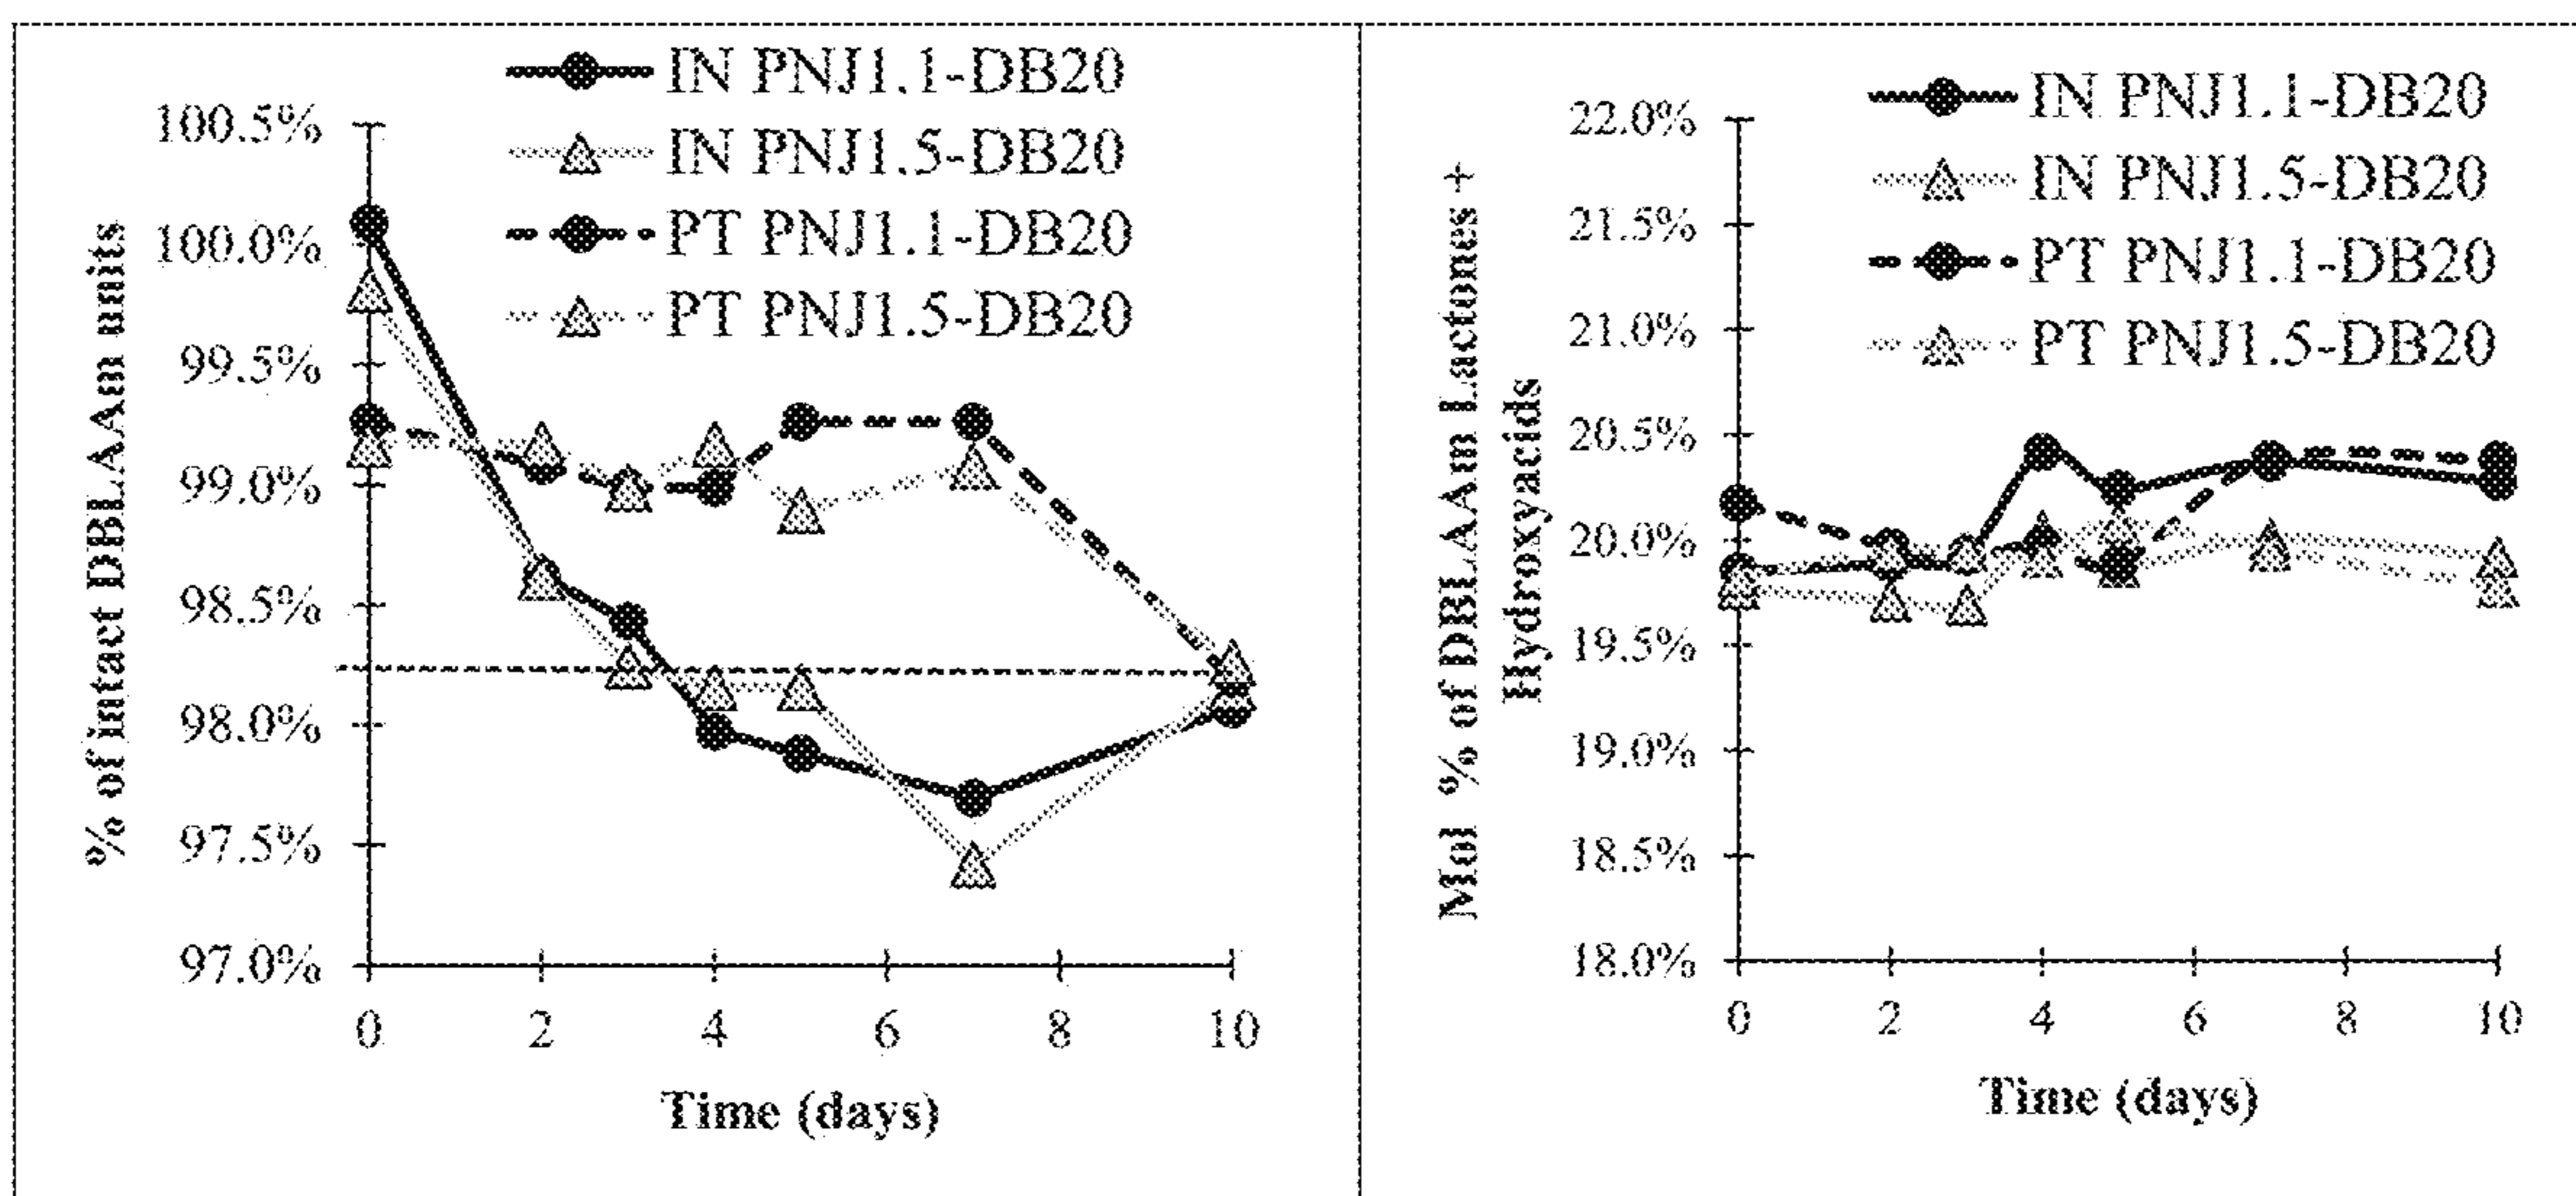 IN PNJ1.1-DB20
IN PNJ1.5-DB20
PT PNJ1.1-DB20
PT PNJ1.5-DB20
% of intact DBLAAm units
100.5%
100.0%
99.5%
99.0%
98.5%
98.0%
97.5%
97.0%
0 2 4 6 8 10
Time (days)
IN PNJ1.1-DB20
IN PNJ1.5-DB20
PT PNJ1.1-DB20
PT PNJ1.5-DB20
Mol % of DBLAAm Lactones +
Hydroxyacids
22.0%
21.5%
21.0%
20.5%
20.0%
19.5%
19.0%
18.5%
18.0%
0 2 4 6 8 10
Time (days)